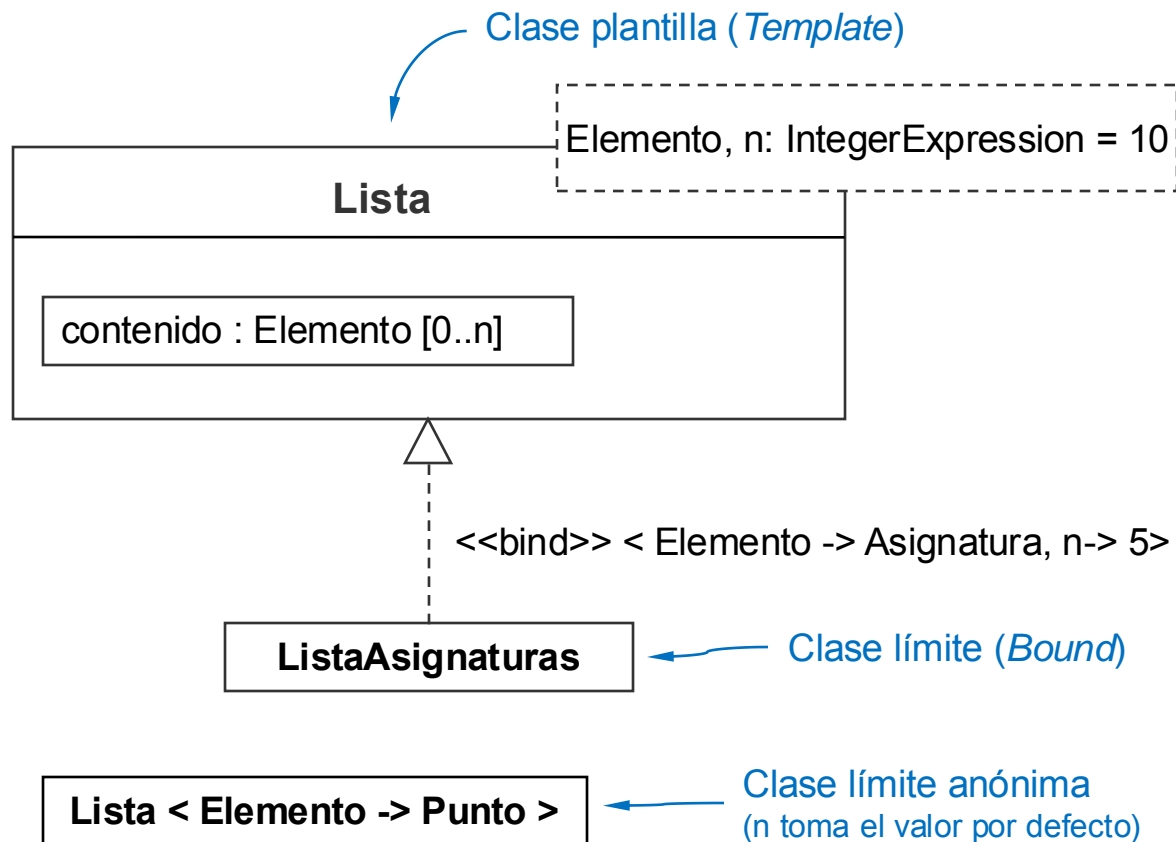 Clase plantilla (Template)
Elemento, n: IntegerExpression = 10
Lista
contenido : Elemento [0..n]
<<bind>> < Elemento -> Asignatura, n-> 5>
ListaAsignaturas
Clase límite (Bound)
Lista < Elemento -> Punto >
Clase límite anónima
(n toma el valor por defecto)